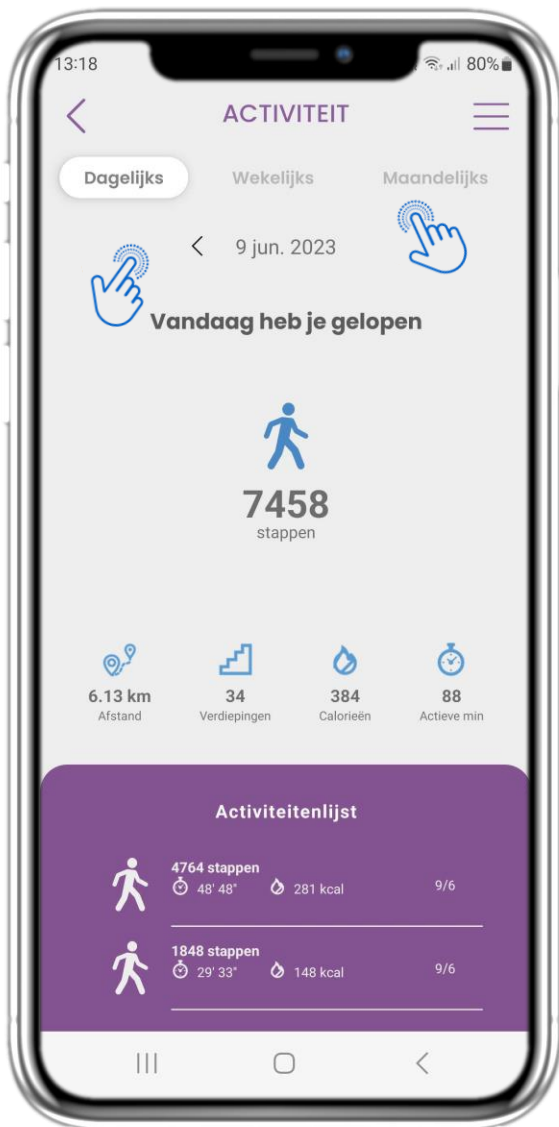 13:18 80%
ACTIVITEIT
Dagelijks Wekelijks Maandelijks
9 jun. 2023
Vandaag heb je gelopen
7458
stappen
6.13 km 34 384 88
Afstand Verdiepingen Calorieën Actieve min
Activiteitenlijst
4764 stappen
48' 48" 281 kcal 9/6
1848 stappen
29' 33" 148 kcal 9/6